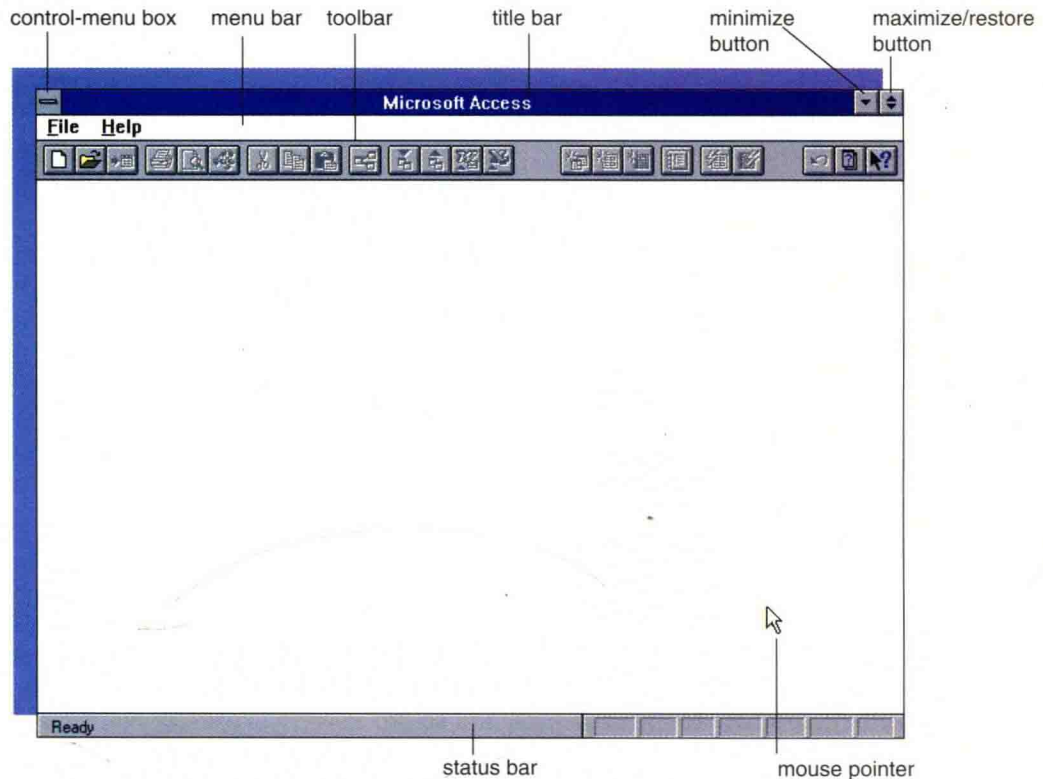 control-menu box menu bar toolbar title bar minimize button maximize/restore button
Microsoft Access
File Help
Ready
status bar
mouse pointer